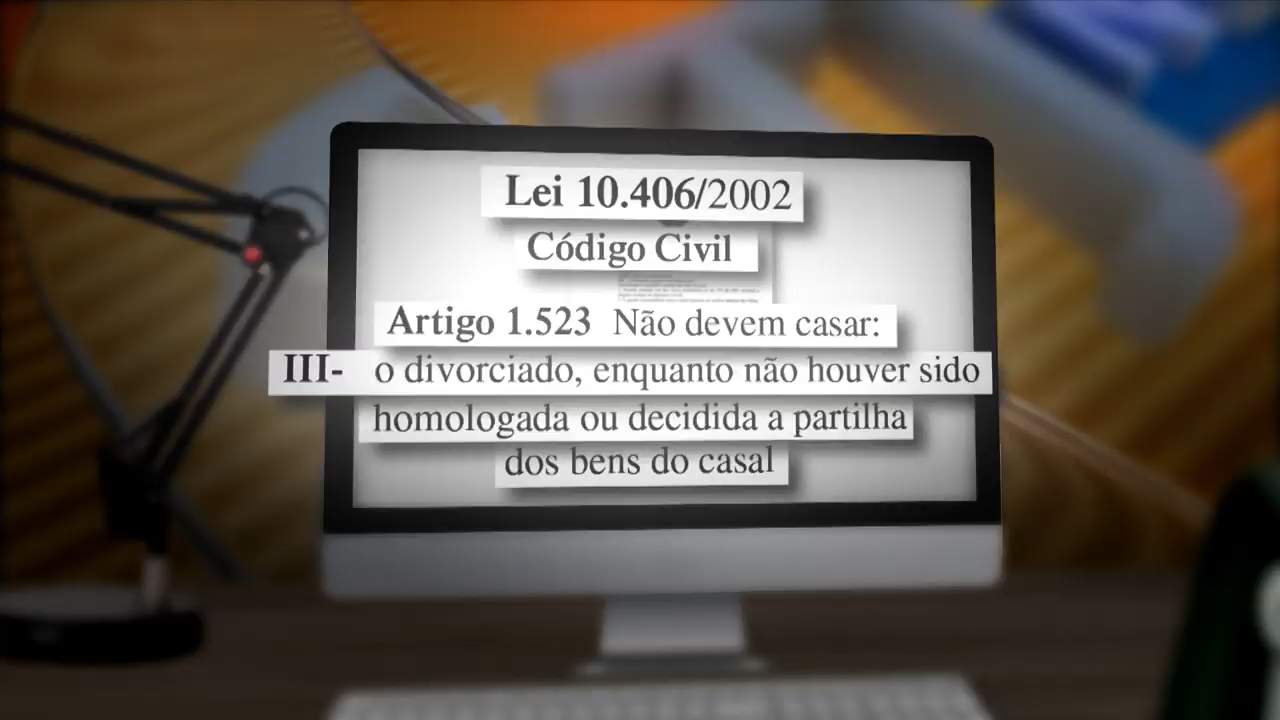 Lei 10.406/2002
Código Civil
Artigo 1.523 Não devem casar:
III- o divorciado, enquanto não houver sido
homologada ou decidida a partilha
dos bens do casal